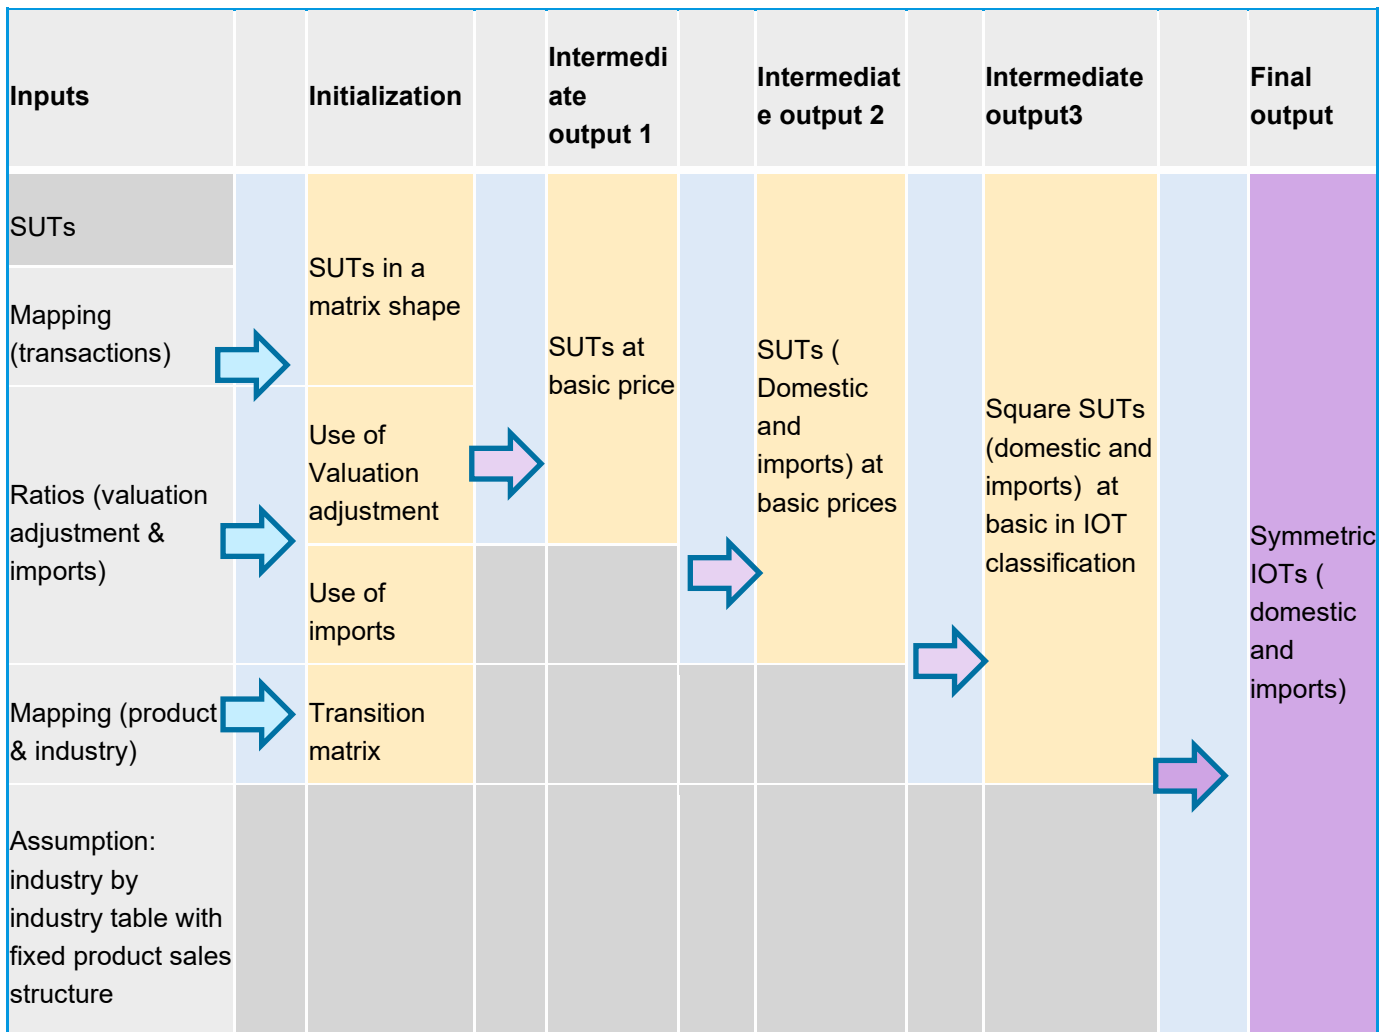 Inputs
Initialization
Intermedi
ate
output 1
Intermediat
e output 2
Intermediate
output3
Final
output
SUTs
Mapping
(transactions)
Ratios (valuation
adjustment &
imports)
Mapping (product
& industry)
Assumption:
industry by
industry table with
fixed product sales
structure
SUTs in a
matrix shape
Use of
Valuation
adjustment
Use of
imports
Transition
matrix
SUTs at
basic price
SUTs (
Domestic
and
imports) at
basic prices
Square SUTs
(domestic and
imports)  at
basic in IOT
classification
Symmetric
IOTs (
domestic
and
imports)